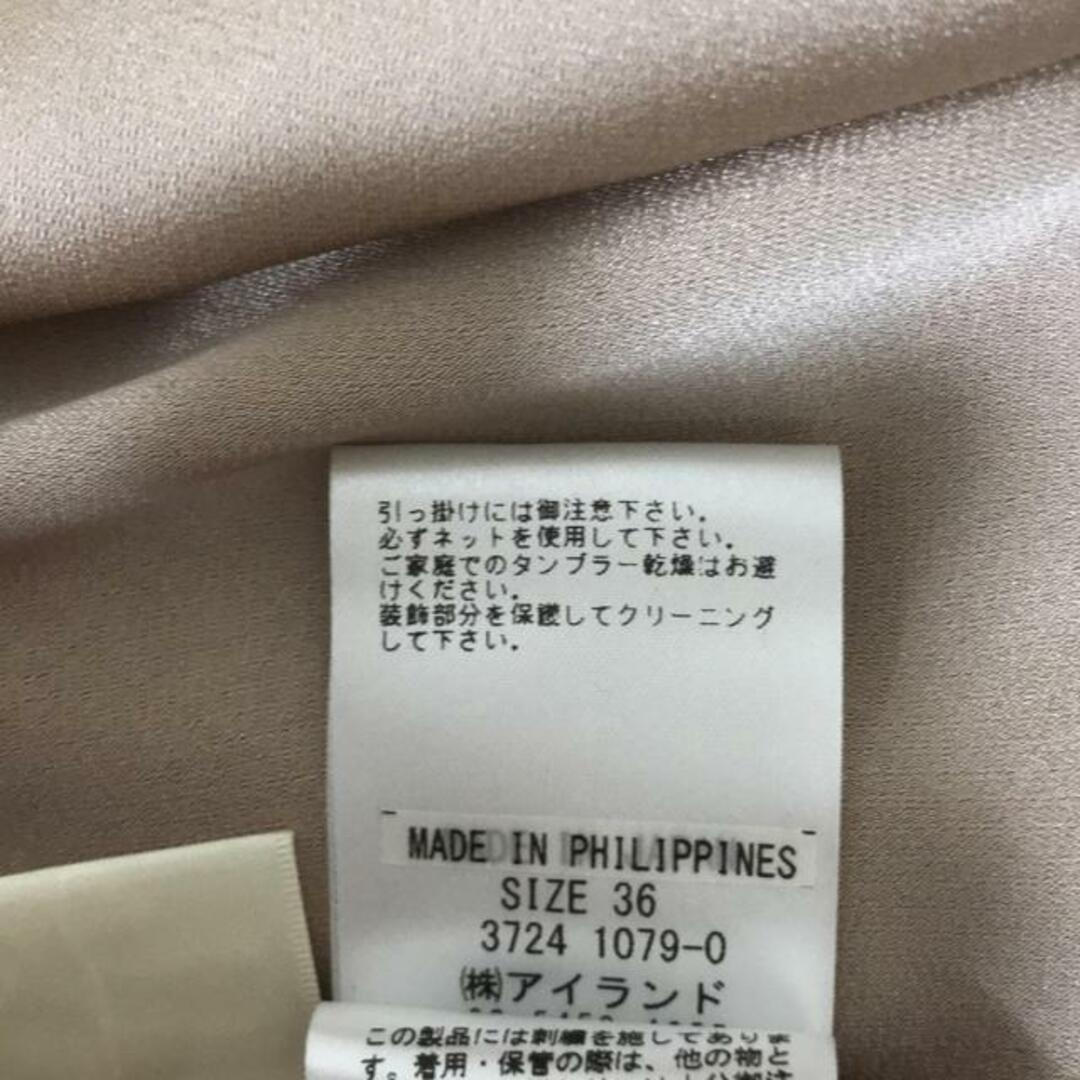 引っ掛けには御注意下さい。
必ずネットを使用して下さい。
ご家庭でのタンブラー乾燥はお避
けください。
装飾部分を保護してクリーニング
して下さい。
MADE IN PHILIPPINES
SIZE 36
3724 1079-0
㈱アイランド
この製品には刺繍を施してありま
す。着用・保管の際は、他の物と